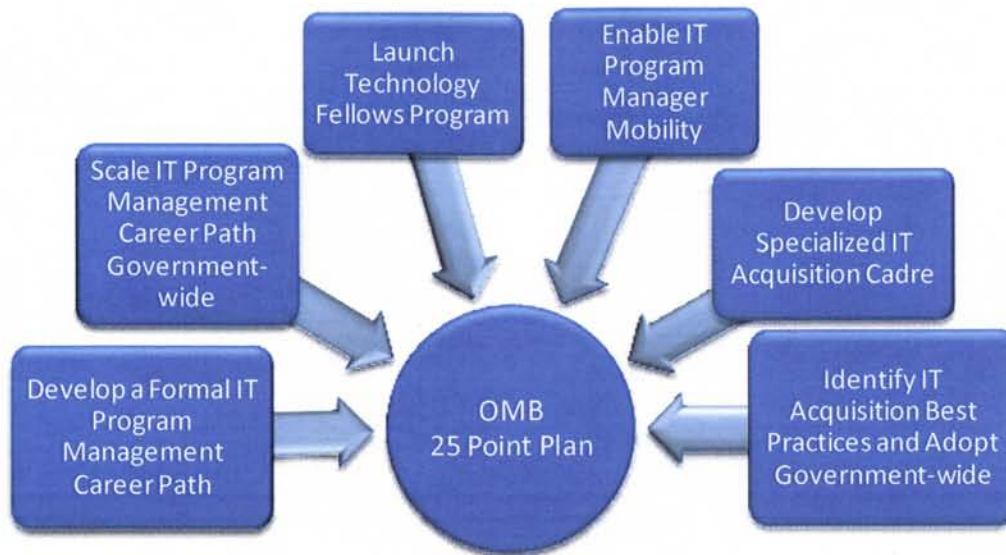 Develop a Formal IT
Program
Management
Career Path
Scale IT Program
Management
Career Path
Government-
wide
Launch
Technology
Fellows Program
Enable IT
Program
Manager
Mobility
Develop
Specialized IT
Acquisition Cadre
Identify IT
Acquisition Best
Practices and Adopt
Government-wide
OMB
25 Point Plan